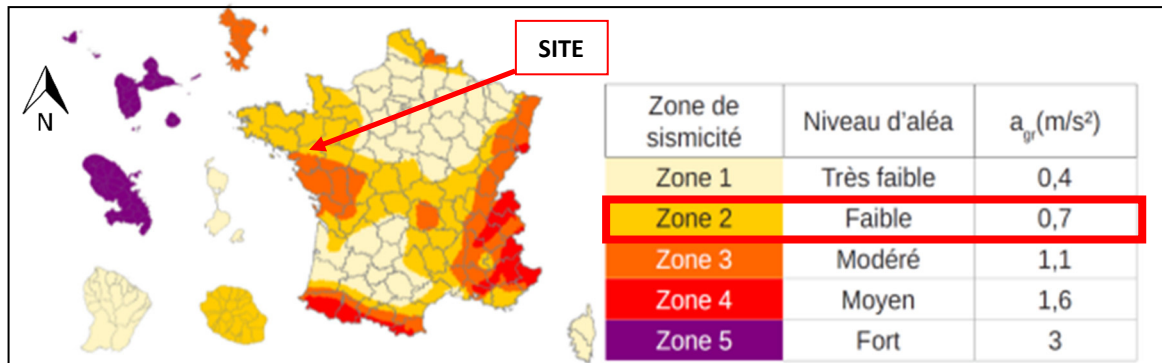 SITE
N
Zone de sismicité Niveau d'aléa agr(m/s²)
Zone 1 Très faible 0,4
Zone 2 Faible 0,7
Zone 3 Modéré 1,1
Zone 4 Moyen 1,6
Zone 5 Fort 3